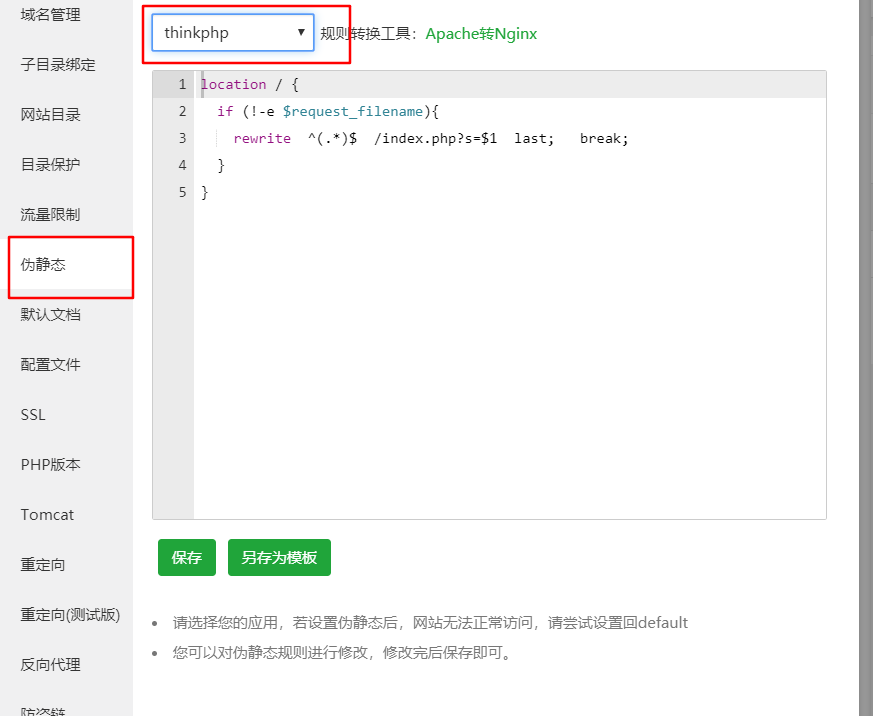 域名管理
子目录绑定
网站目录
目录保护
流量限制
伪静态
默认文档
配置文件
SSL
PHP版本
Tomcat
重定向
重定向(测试版)
反向代理
防盗链
thinkphp
规则转换工具：Apache转Nginx
1 location / {
2 if (!-e $request_filename){
3 rewrite ^(.*)$ /index.php?s=$1 last; break;
4 }
5 }
保存 另存为模板
请选择您的应用，若设置伪静态后，网站无法正常访问，请尝试设置回default
您可以对伪静态规则进行修改，修改完后保存即可。